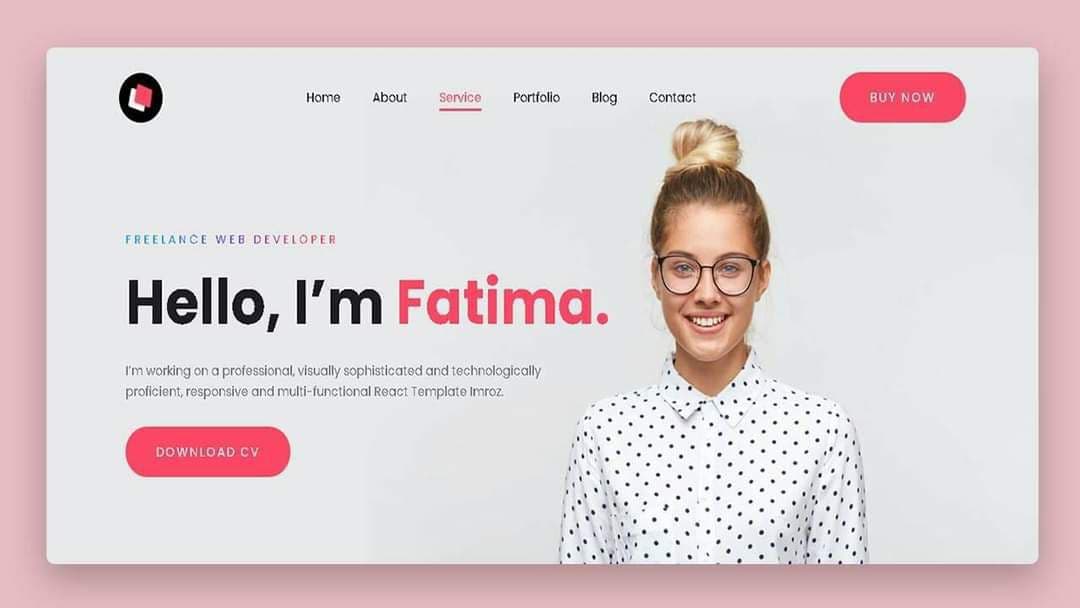 Home About Service Portfolio Blog Contact BUY NOW
FREELANCE WEB DEVELOPER
Hello, I’m Fatima.
I’m working on a professional, visually sophisticated and technologically
proficient, responsive and multi-functional React Template Imroz.
DOWNLOAD CV